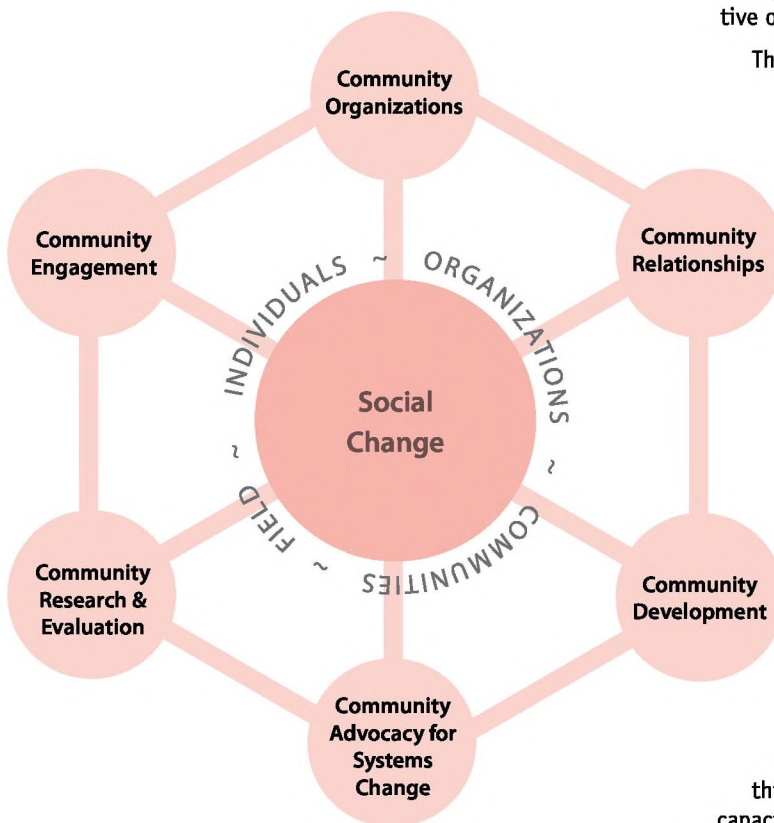 tive o
Th
Community
Organizations
Community
Engagement
Community
Relationships
INDIVIDUALS ~ ORGANIZATIONS ~ COMMUNITIES ~ FIELD ~
Social
Change
Community
Research &
Evaluation
Community
Development
Community
Advocacy for
Systems
Change
th
capac